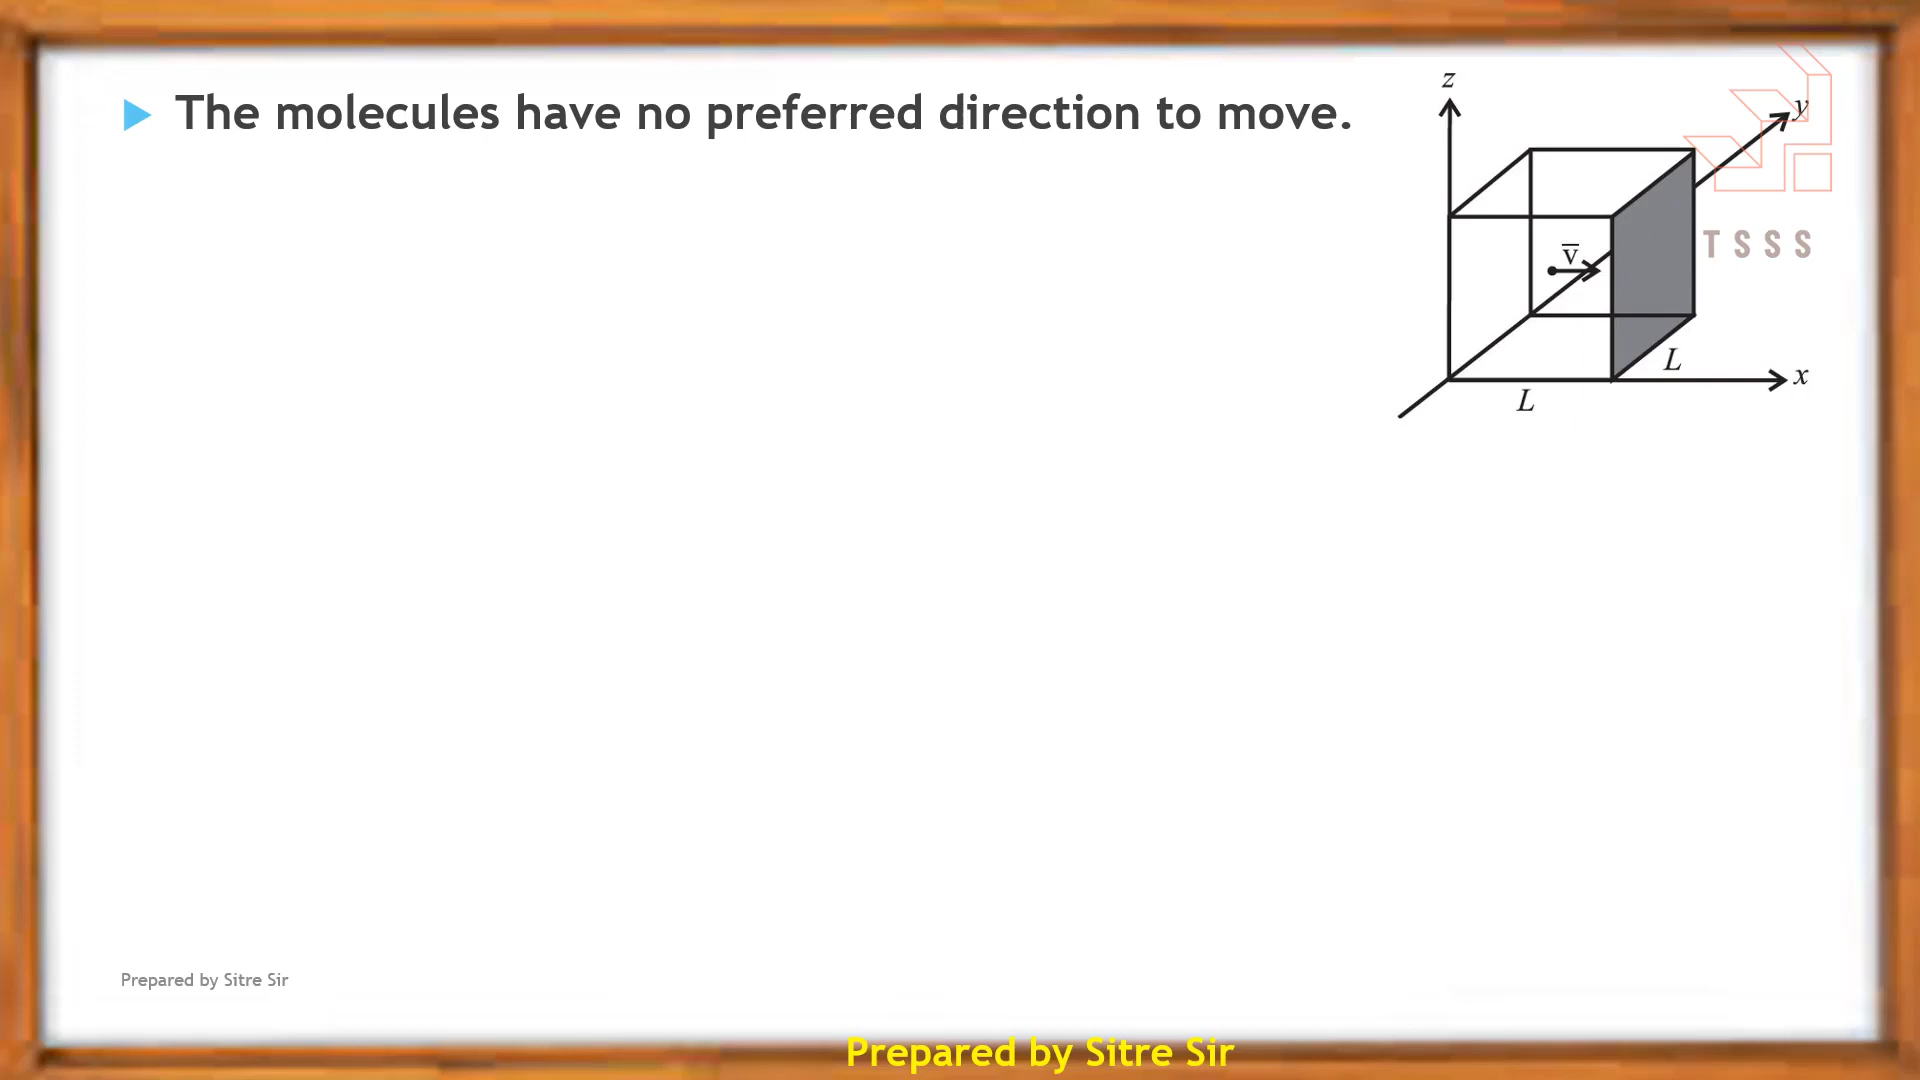 The molecules have no preferred direction to move.
z
y
v̅
T S S S
L
x
L
Prepared by Sitre Sir
Prepared by Sitre Sir